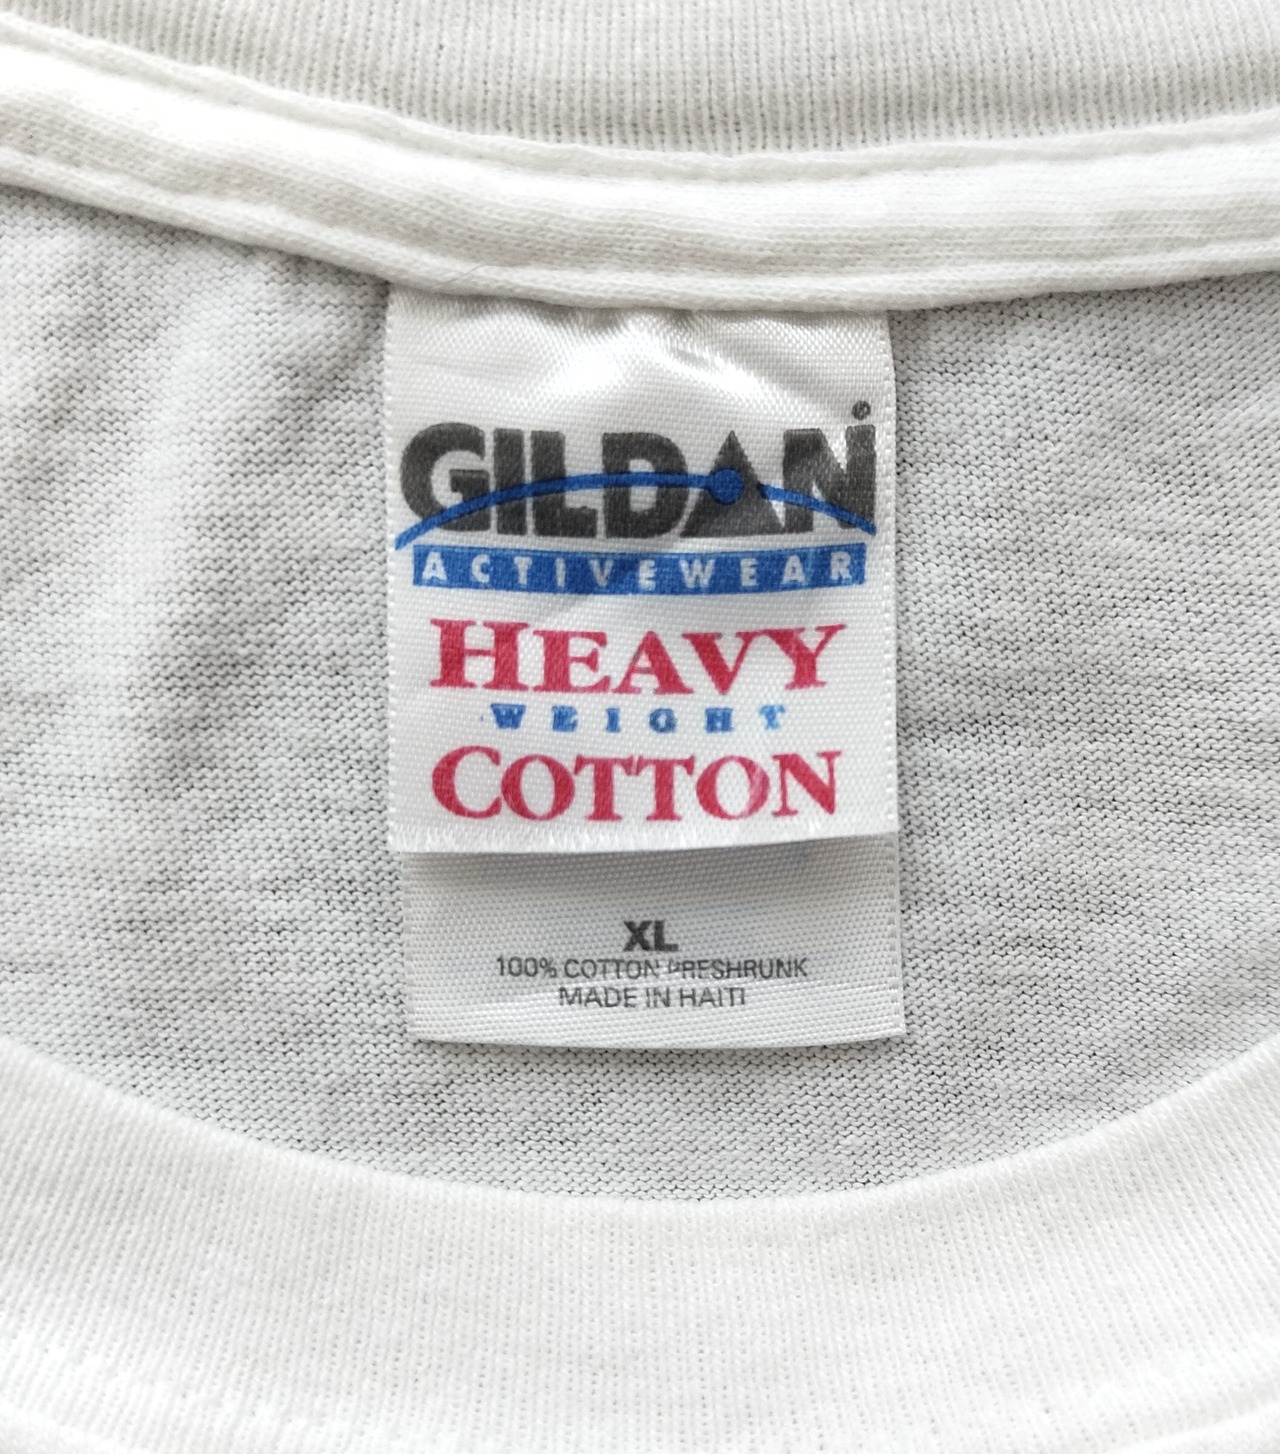 GILDAN®
ACTIVEWEAR
HEAVY
WEIGHT
COTTON
XL
100% COTTON PRESHRUNK
MADE IN HAITI